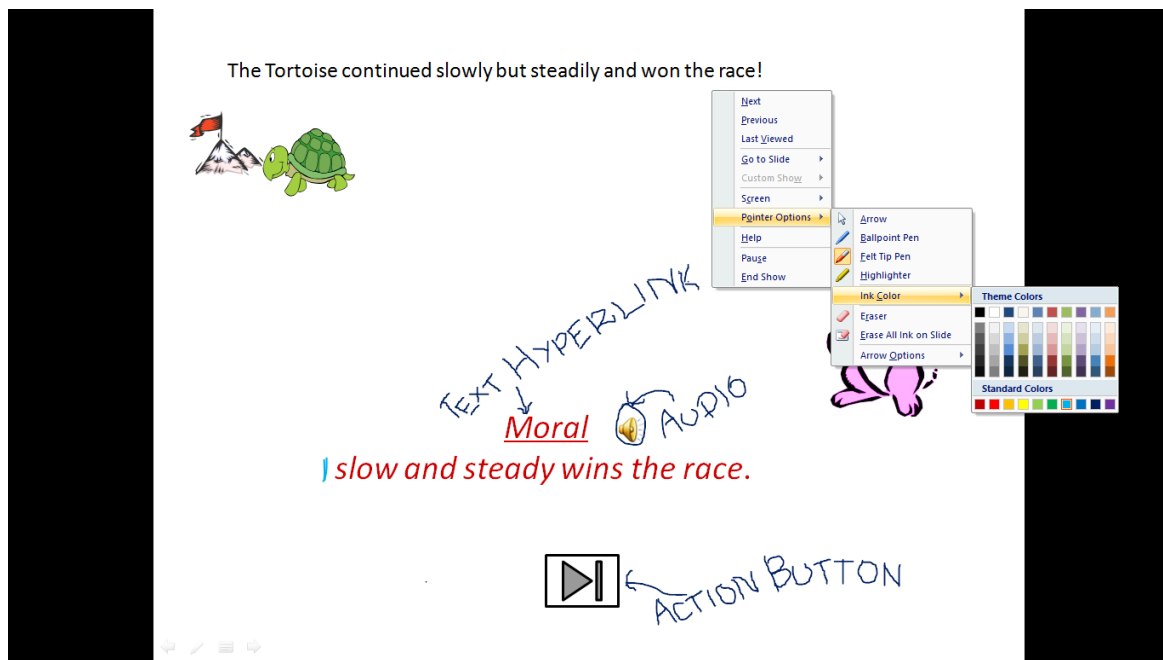 The Tortoise continued slowly but steadily and won the race!
Next
Previous
Last Viewed
Go to Slide
Custom Show
Screen
Pointer Options
Help
Pause
End Show
Arrow
Ballpoint Pen
Felt Tip Pen
Highlighter
Ink Color
Eraser
Erase All Ink on Slide
Arrow Options
Theme Colors
Standard Colors
TEXT HYPERLINK
AUDIO
Moral
slow and steady wins the race.
ACTION BUTTON